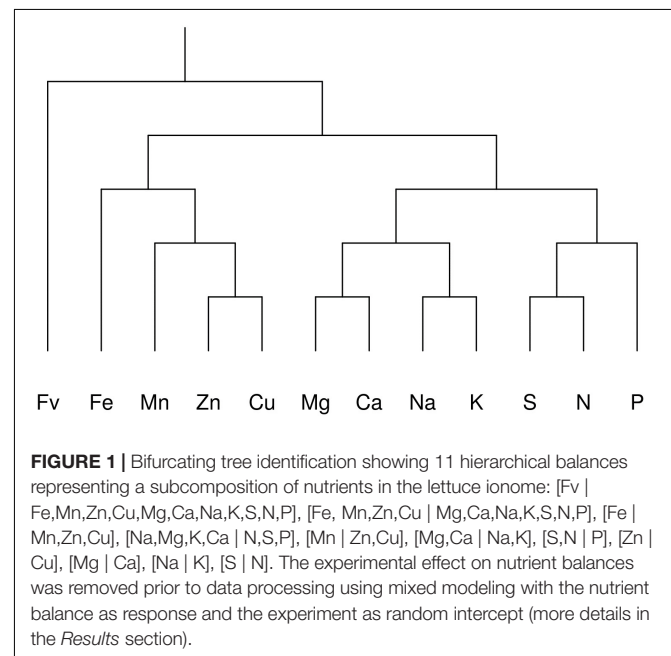 Fv Fe Mn Zn Cu Mg Ca Na K S N P
FIGURE 1 | Bifurcating tree identification showing 11 hierarchical balances
representing a subcomposition of nutrients in the lettuce ionome: [Fv |
Fe,Mn,Zn,Cu,Mg,Ca,Na,K,S,N,P], [Fe, Mn,Zn,Cu | Mg,Ca,Na,K,S,N,P], [Fe |
Mn,Zn,Cu], [Na,Mg,K,Ca | N,S,P], [Mn | Zn,Cu], [Mg,Ca | Na,K], [S,N | P], [Zn |
Cu], [Mg | Ca], [Na | K], [S | N]. The experimental effect on nutrient balances
was removed prior to data processing using mixed modeling with the nutrient
balance as response and the experiment as random intercept (more details in
the Results section).